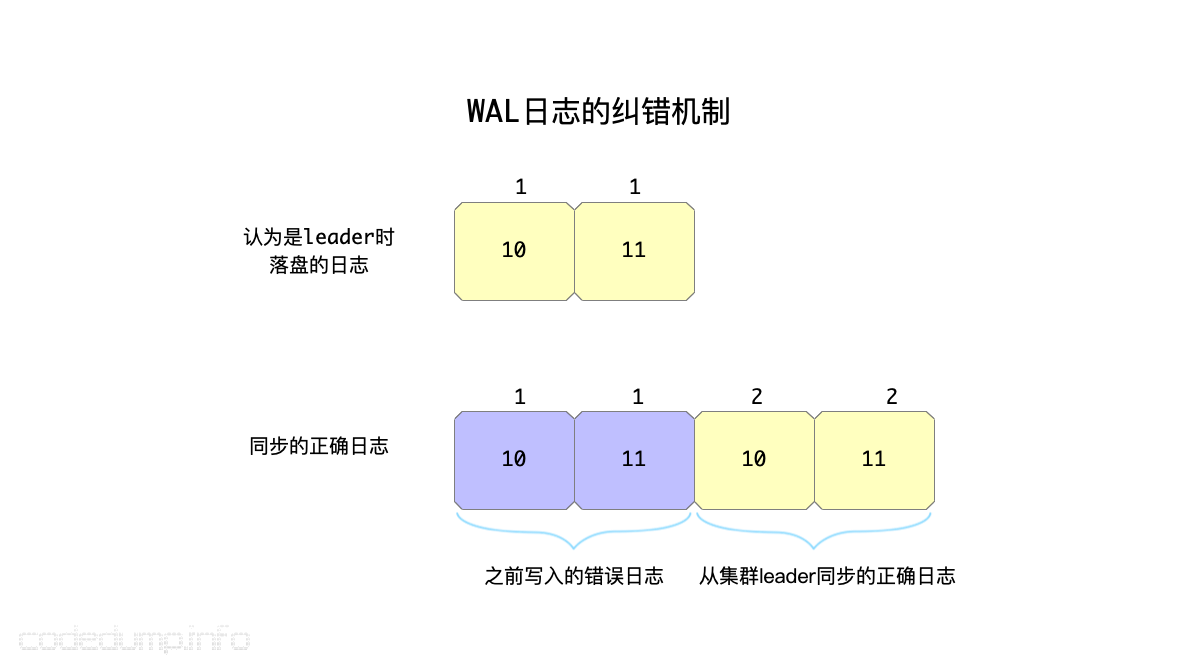 WAL日志的纠错机制
1 1
认为是leader时
落盘的日志
10 11
1 1 2 2
同步的正确日志
10 11 10 11
之前写入的错误日志 从集群leader同步的正确日志
codedump.info